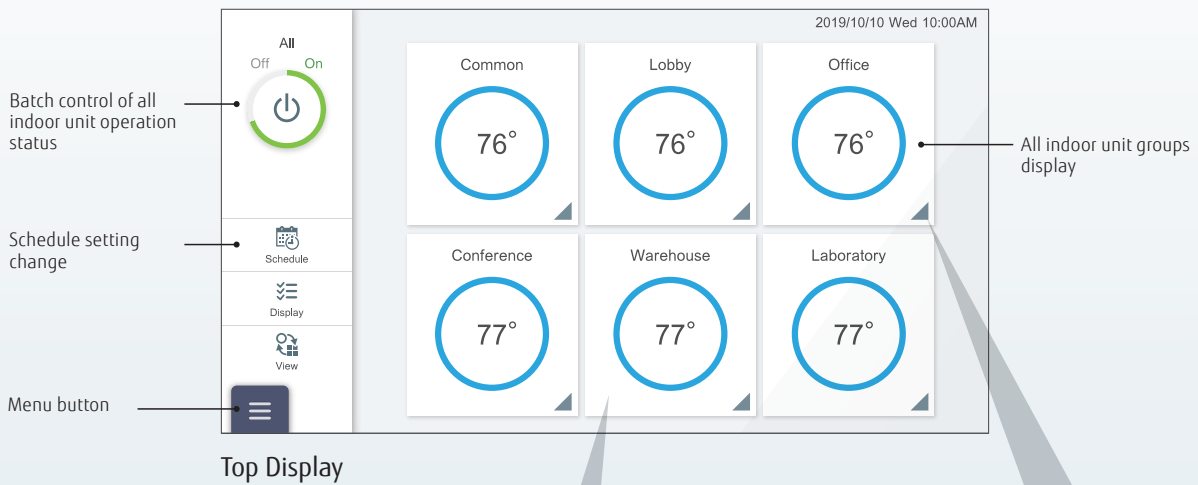 2019/10/10 Wed 10:00AM
All
Off On
Batch control of all
indoor unit operation
status
Schedule setting
change
Schedule
Display
View
Menu button
Common
Lobby
Office
76°
76°
76°
All indoor unit groups
display
Conference
Warehouse
Laboratory
77°
77°
77°
Top Display